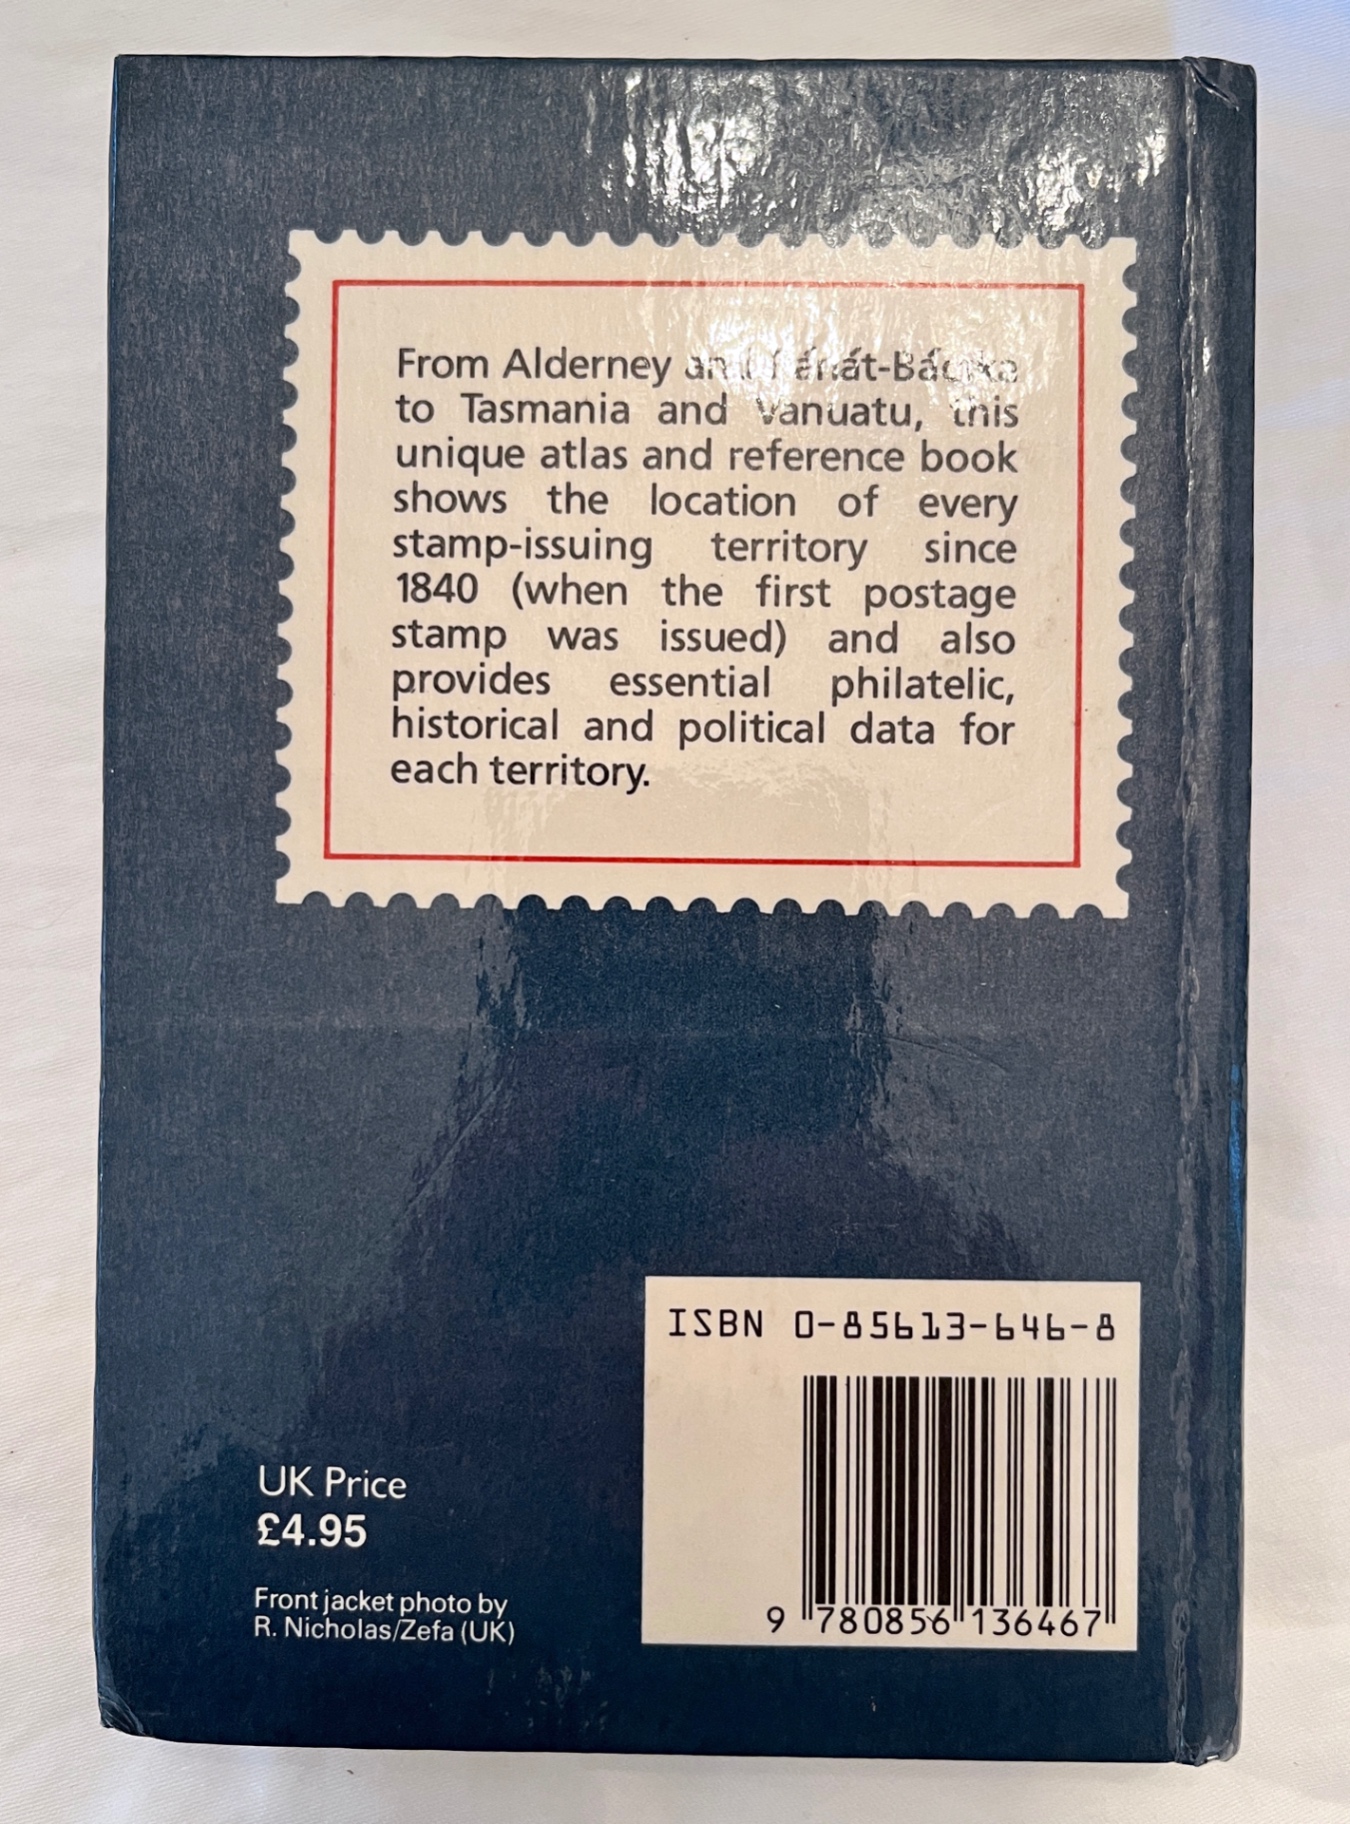 From Alderney and Bánát-Bácska
to Tasmania and Vanuatu, this
unique atlas and reference book
shows the location of every
stamp-issuing territory since
1840 (when the first postage
stamp was issued) and also
provides essential philatelic,
historical and political data for
each territory.
ISBN 0-85613-646-8
9 780856 136467
UK Price
£4.95
Front jacket photo by
R. Nicholas/Zefa (UK)